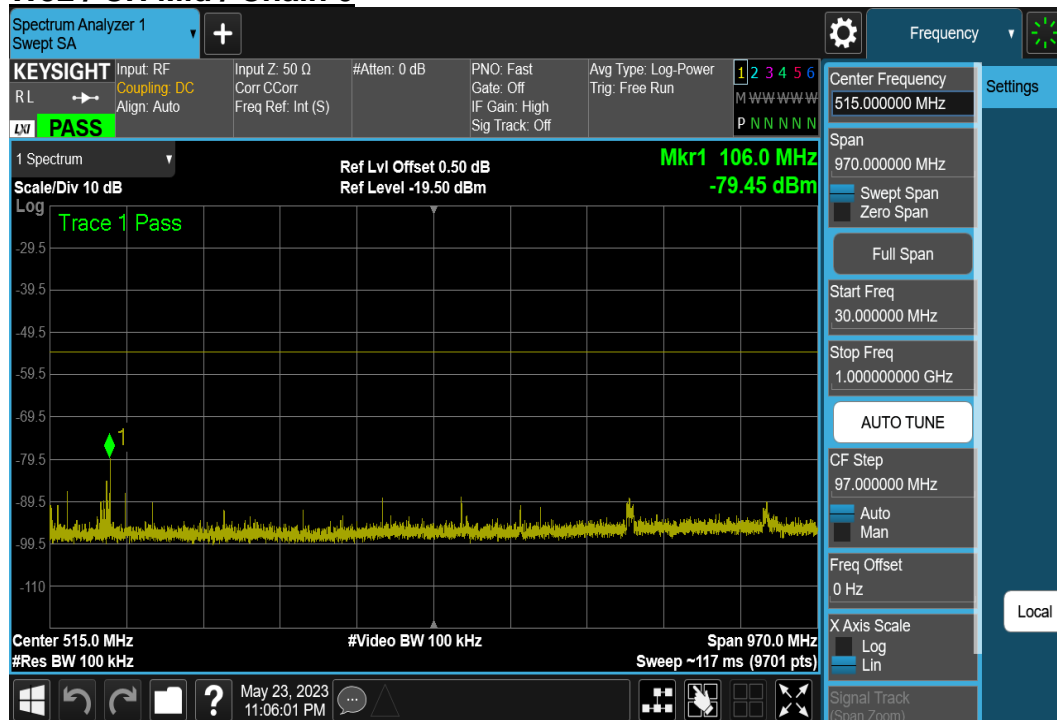 Spectrum Analyzer 1
Swept SA
Frequency
KEYSIGHT
RL
LXI
PASS
Input: RF
Coupling: DC
Align: Auto
Input Z: 50 Ω
Corr CCorr
Freq Ref: Int (S)
#Atten: 0 dB
PNO: Fast
Gate: Off
IF Gain: High
Sig Track: Off
Avg Type: Log-Power
Trig: Free Run
1 2 3 4 5 6
M W W W W W
P N N N N N
1 Spectrum
Scale/Div 10 dB
Ref Lvl Offset 0.50 dB
Ref Level -19.50 dBm
Mkr1 106.0 MHz
-79.45 dBm
Log
Trace 1 Pass
-29.5
-39.5
-49.5
-59.5
-69.5
1
-79.5
-89.5
-99.5
-110
Center 515.0 MHz
#Video BW 100 kHz
Span 970.0 MHz
#Res BW 100 kHz
Sweep ~117 ms (9701 pts)
?
May 23, 2023
11:06:01 PM
Center Frequency
515.000000 MHz
Settings
Span
970.000000 MHz
Swept Span
Zero Span
Full Span
Start Freq
30.000000 MHz
Stop Freq
1.000000000 GHz
AUTO TUNE
CF Step
97.000000 MHz
Auto
Man
Freq Offset
0 Hz
X Axis Scale
Log
Lin
Local
Signal Track
(Span Zoom)